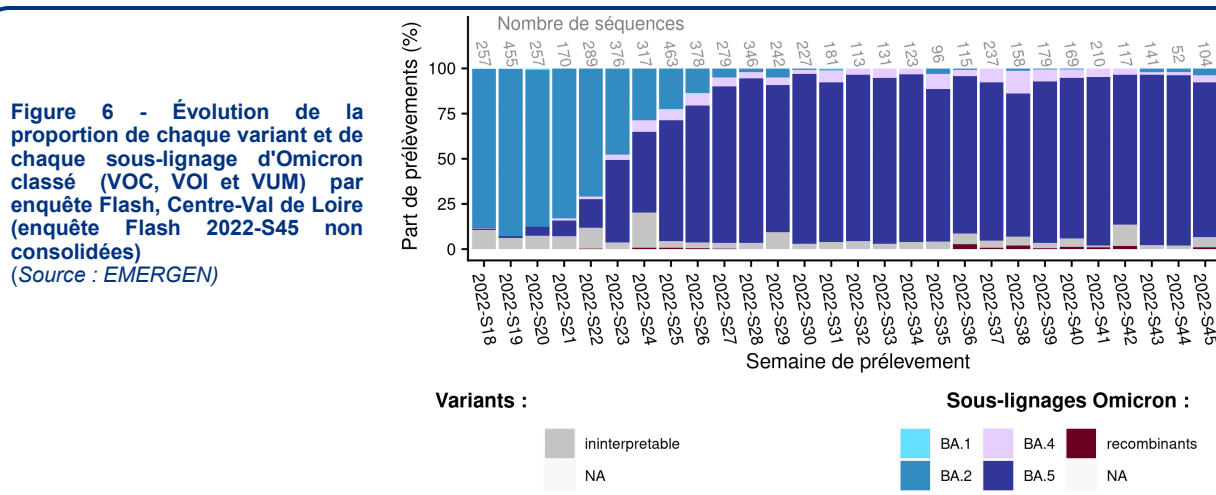 Figure 6 - Évolution de la
proportion de chaque variant et de
chaque sous-lignage d'Omicron
classé (VOC, VOI et VUM) par
enquête Flash, Centre-Val de Loire
(enquête Flash 2022-S45 non
consolidées)
(Source : EMERGEN)
Nombre de séquences
257 455 257 170 289 376 317 463 378 279 346 242 227 181 113 131 123 96 115 237 158 179 169 210 117 141 52 104
Part de prélèvements (%)
100
75
50
25
0
2022-S18 2022-S19 2022-S20 2022-S21 2022-S22 2022-S23 2022-S24 2022-S25 2022-S26 2022-S27 2022-S28 2022-S29 2022-S30 2022-S31 2022-S32 2022-S33 2022-S34 2022-S35 2022-S36 2022-S37 2022-S38 2022-S39 2022-S40 2022-S41 2022-S42 2022-S43 2022-S44 2022-S45
Semaine de prélevement
Variants :
ininterpretable
NA
Sous-lignages Omicron :
BA.1 BA.4 recombinants
BA.2 BA.5 NA